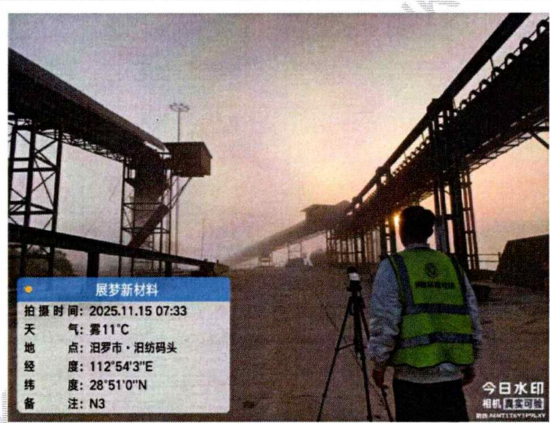 展梦新材料
拍摄时间: 2025.11.15 07:33
天 气: 雾11°C
地 点: 汨罗市·泊纺码头
经 度: 112°54'3"E
纬 度: 28°51'0"N
备 注: N3
今日水印
相机 真实可验